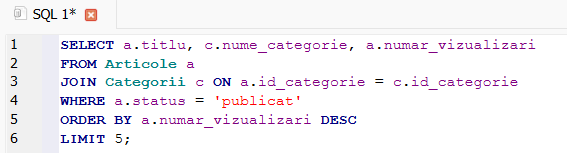 SQL 1*
1 SELECT a.titlu, c.nume_categorie, a.numar_vizualizari
2 FROM Articole a
3 JOIN Categorii c ON a.id_categorie = c.id_categorie
4 WHERE a.status = 'publicat'
5 ORDER BY a.numar_vizualizari DESC
6 LIMIT 5;